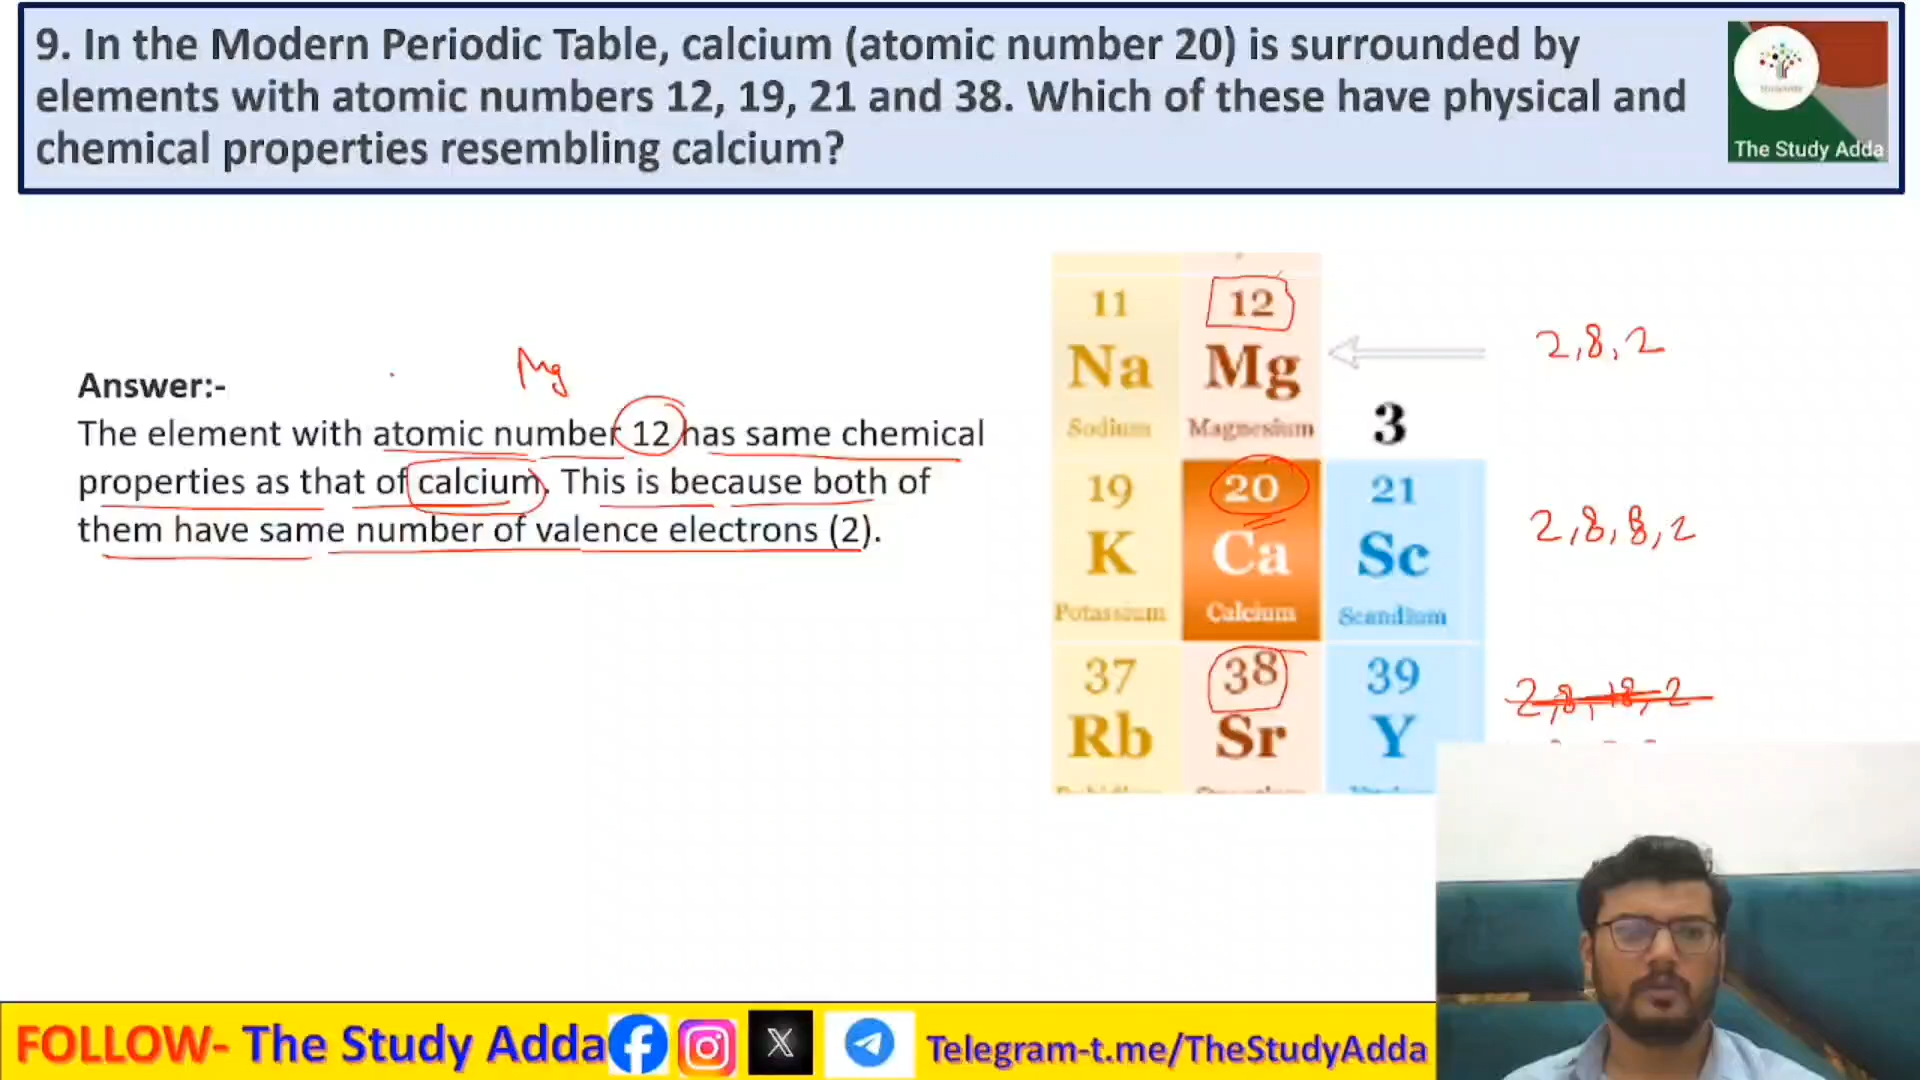 9. In the Modern Periodic Table, calcium (atomic number 20) is surrounded by
elements with atomic numbers 12, 19, 21 and 38. Which of these have physical and
chemical properties resembling calcium?
The Study Adda
Mg
Answer:-
The element with atomic number 12 has same chemical
properties as that of calcium. This is because both of
them have same number of valence electrons (2).
11 12
Na Mg
Sodium Magnesium
3
19 20 21
K Ca Sc
Potassium Calcium Scandium
37 38 39
Rb Sr Y
2,8,2
2,8,8,2
2,8,18,2
FOLLOW- The Study Adda
Telegram-t.me/TheStudyAdda